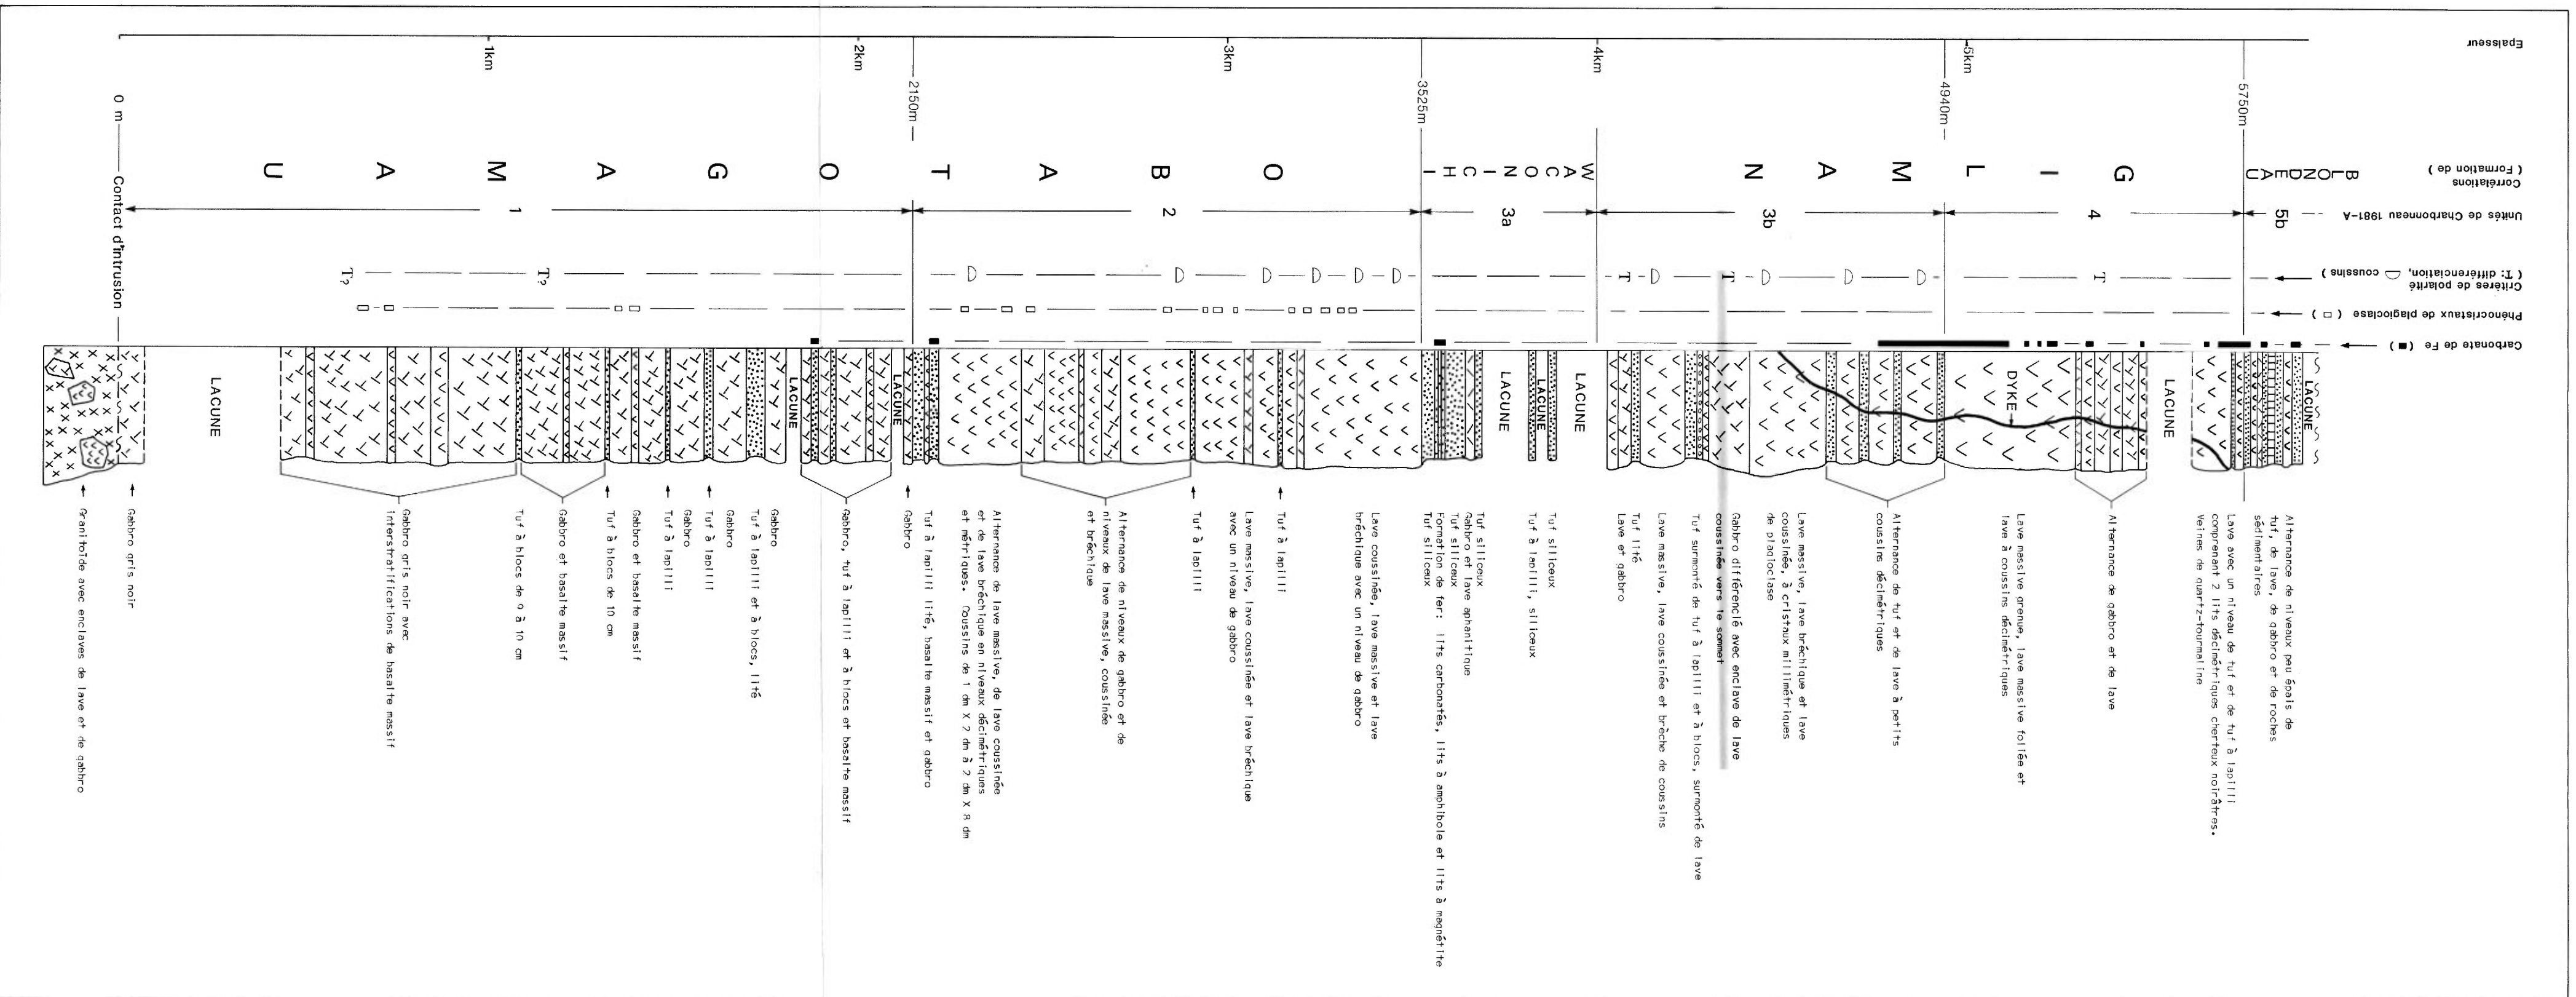 Epaisseur
5750m
5km
4940m
4km
3525m
3km
2150m
2km
1km
0 m
Contact d'intrusion
Corrélations
( Formation de )
BLONDEAU
GILMAN
WACONICHI
OBATOGAMAU
Unités de Charbonneau 1981-A
5b
4
3b
3a
2
1
Critères de polarité
( T: différenciation, coussins )
T
T
T
T?
T?
Phénocristaux de plagioclase ( )
Carbonate de Fe ( )
LACUNE
LACUNE
DYKE
LACUNE
LACUNE
LACUNE
LACUNE
LACUNE
LACUNE
Alternance de niveaux peu épais de
tuf, de lave, de gabbro et de roches
sédimentaires
Lave avec un niveau de tuf et de tuf à lapilli
comprenant 2 lits décimétriques cherteux noirâtres.
Veines de quartz-tourmaline
Alternance de gabbro et de lave
Lave massive grenue, lave massive foliée et
lave à coussins décimétriques
Alternance de tuf et de lave à petits
coussins décimétriques
Lave massive, lave bréchique et lave
coussinée, à cristaux millimétriques
de plagioclase
Gabbro différencié avec enclave de lave
coussinée vers le sommet
Tuf surmonté de tuf à lapilli et à blocs, surmonté de lave
Lave massive, lave coussinée et brèche de coussins
Tuf lité
Lave et gabbro
Tuf siliceux
Tuf à lapilli, siliceux
Tuf siliceux
Gabbro et lave aphanitique
Tuf siliceux
Formation de fer: lits carbonatés, lits à amphibole et lits à magnétite
Tuf siliceux
Lave coussinée, lave massive et lave
bréchique avec un niveau de gabbro
Tuf à lapilli
Lave massive, lave coussinée et lave bréchique
avec un niveau de gabbro
Tuf à lapilli
Alternance de niveaux de gabbro et de
niveaux de lave massive, coussinée
et bréchique
Alternance de lave massive, de lave coussinée
et de lave bréchique en niveaux décimétriques
et métriques. Coussins de 1 dm X 2 dm à 2 dm X 8 dm
Tuf à lapilli lité, basalte massif et gabbro
Gabbro
Gabbro, tuf à lapilli et à blocs et basalte massif
Gabbro
Tuf à lapilli et à blocs, lité
Gabbro
Tuf à lapilli
Gabbro
Tuf à lapilli
Gabbro et basalte massif
Tuf à blocs de 10 cm
Gabbro et basalte massif
Tuf à blocs de 9 à 10 cm
Gabbro gris noir avec
interstratifications de basalte massif
Gabbro gris noir
Granitoïde avec enclaves de lave et de gabbro